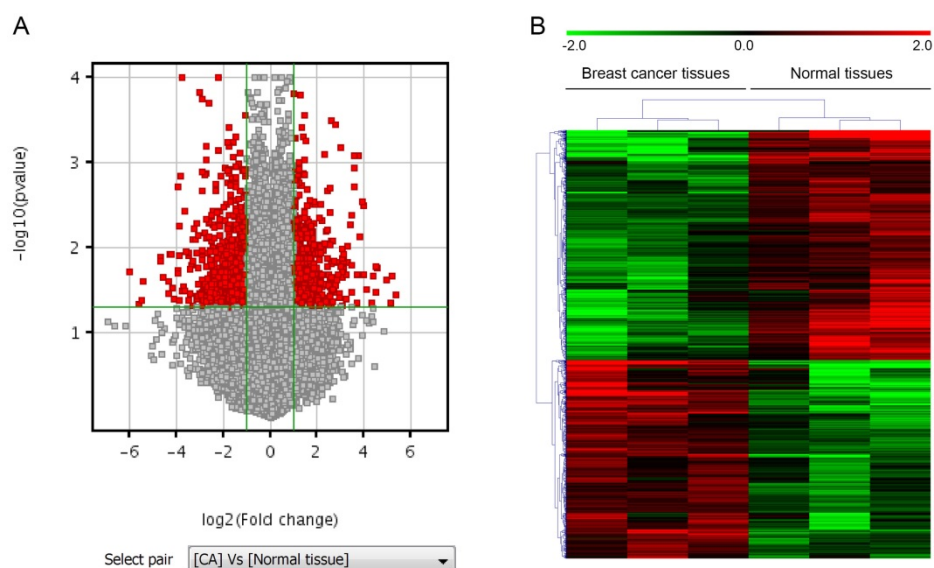 A
4
3
2
1
-log10(pvalue)
-6 -4 -2 0 2 4 6
log2(Fold change)
Select pair [CA] Vs [Normal tissue]
B
-2.0 0.0 2.0
Breast cancer tissues Normal tissues